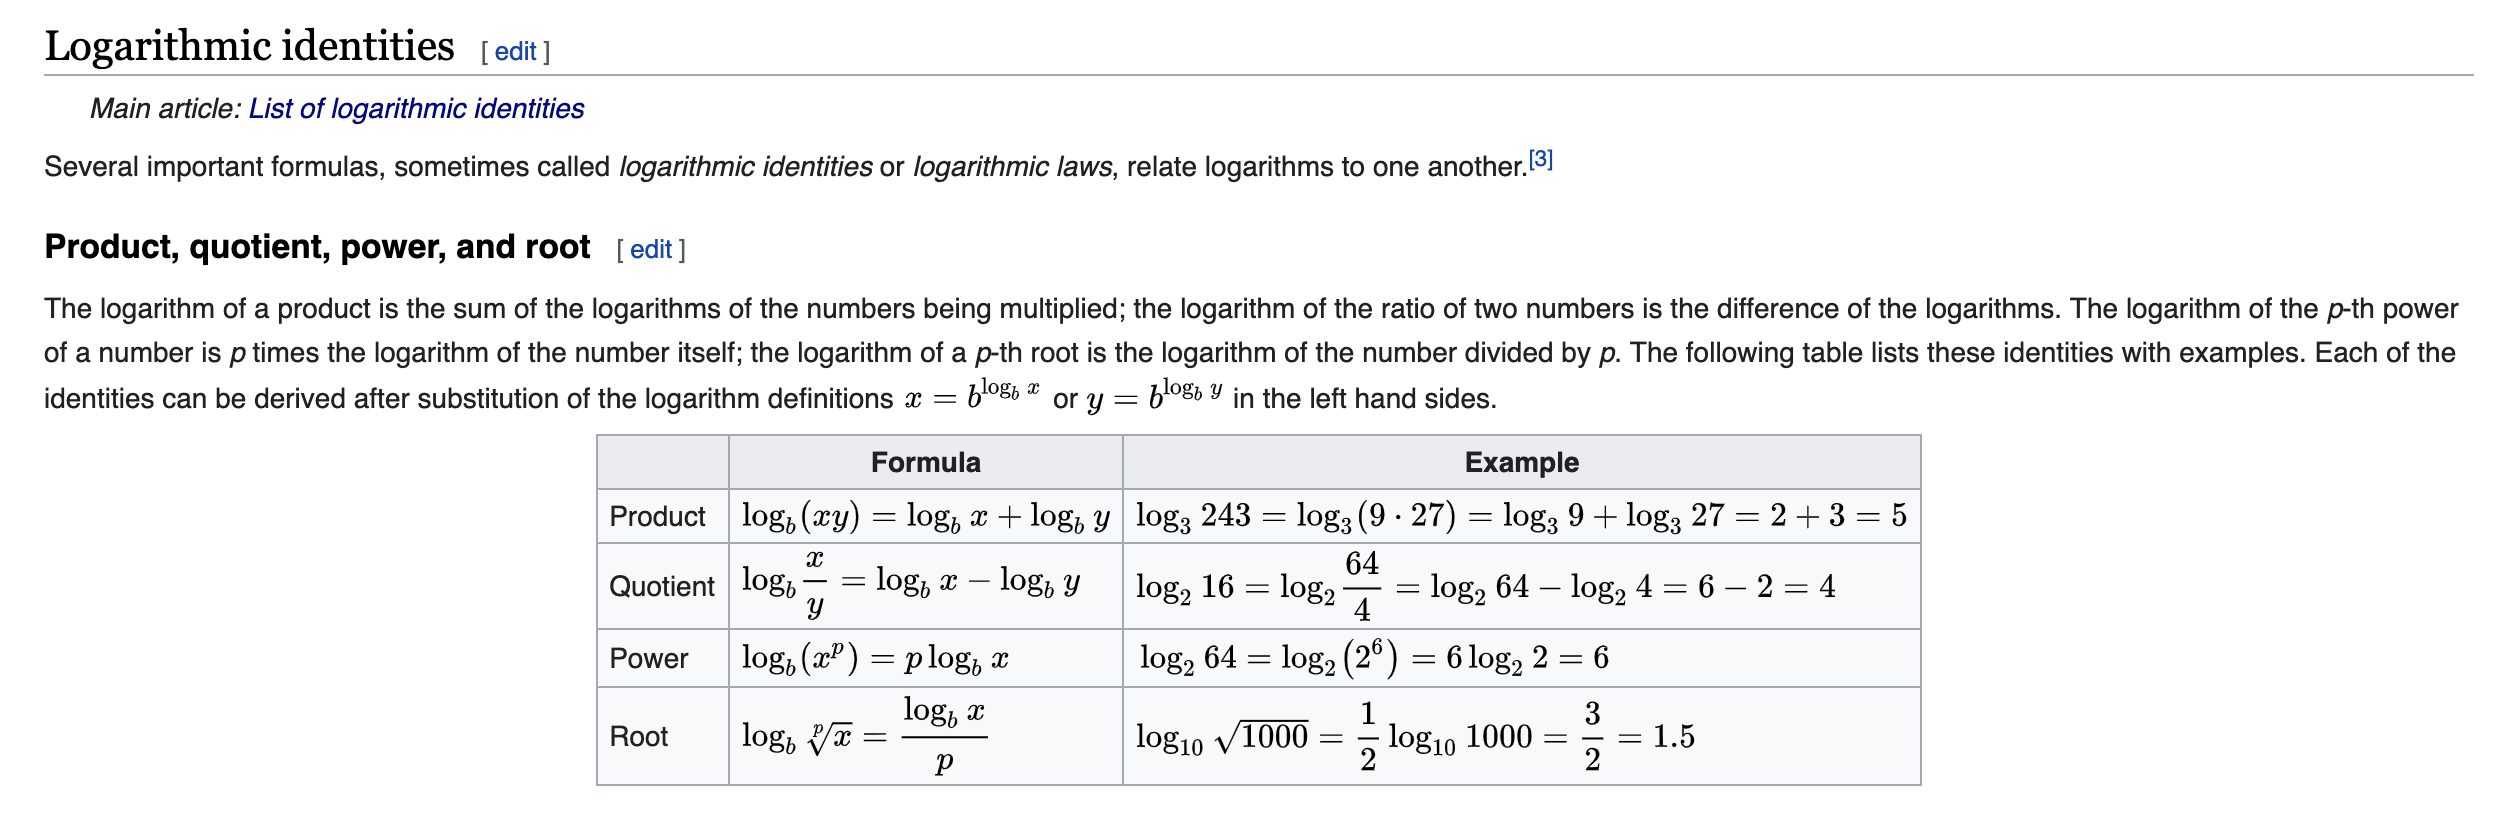 Logarithmic identities [ edit ]
Main article: List of logarithmic identities
Several important formulas, sometimes called logarithmic identities or logarithmic laws, relate logarithms to one another.[3]
Product, quotient, power, and root [ edit ]
The logarithm of a product is the sum of the logarithms of the numbers being multiplied; the logarithm of the ratio of two numbers is the difference of the logarithms. The logarithm of the p-th power
of a number is p times the logarithm of the number itself; the logarithm of a p-th root is the logarithm of the number divided by p. The following table lists these identities with examples. Each of the
identities can be derived after substitution of the logarithm definitions $x = b^{\log_b x}$ or $y = b^{\log_b y}$ in the left hand sides.
Formula Example
Product $\log_b(xy) = \log_b x + \log_b y$ $\log_3 243 = \log_3(9 \cdot 27) = \log_3 9 + \log_3 27 = 2 + 3 = 5$
Quotient $\log_b \frac{x}{y} = \log_b x - \log_b y$ $\log_2 16 = \log_2 \frac{64}{4} = \log_2 64 - \log_2 4 = 6 - 2 = 4$
Power $\log_b(x^p) = p \log_b x$ $\log_2 64 = \log_2(2^6) = 6 \log_2 2 = 6$
Root $\log_b \sqrt[p]{x} = \frac{\log_b x}{p}$ $\log_{10} \sqrt{1000} = \frac{1}{2} \log_{10} 1000 = \frac{3}{2} = 1.5$